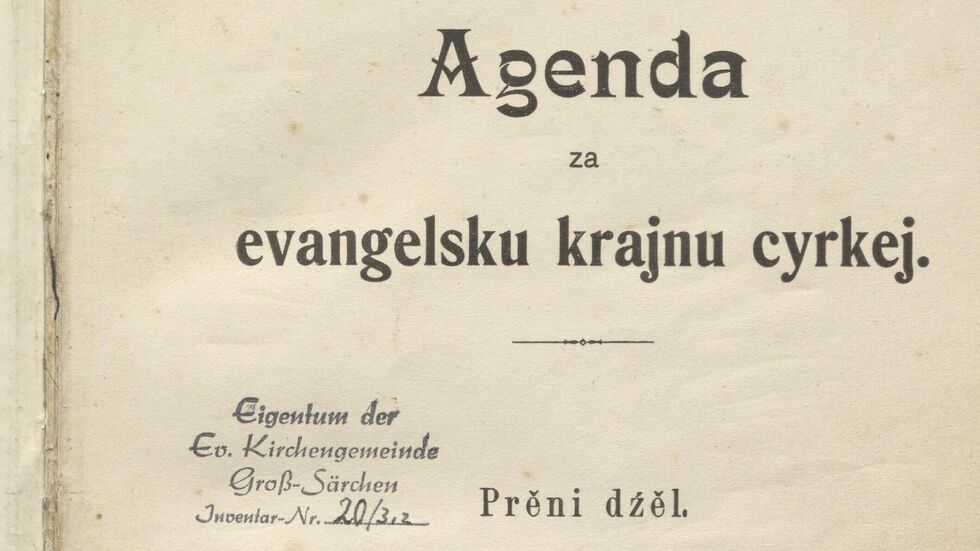 Agenda
za
evangelsku krajnu cyrkej.
Eigentum der
Ev. Kirchengemeinde
Groß-Särchen
Inventar-Nr. 20/3,2
Prěni dźěl.